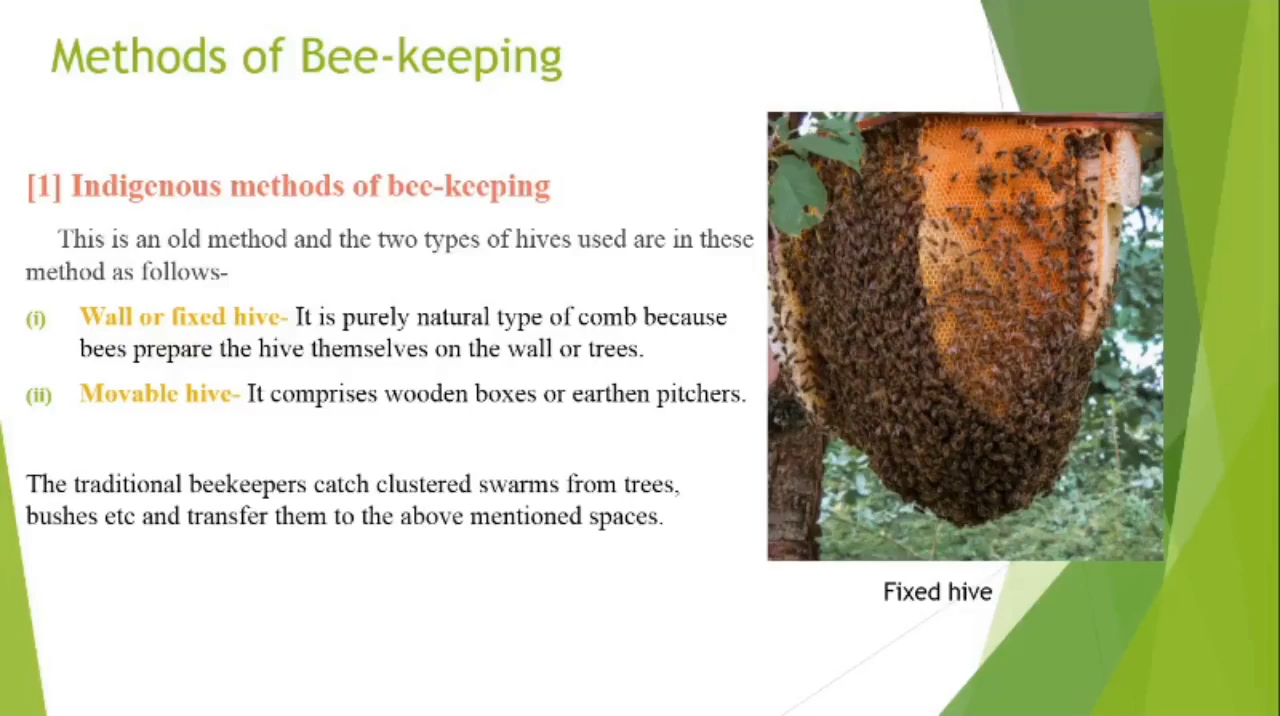 Methods of Bee-keeping
[1] Indigenous methods of bee-keeping
This is an old method and the two types of hives used are in these
method as follows-
(i) Wall or fixed hive- It is purely natural type of comb because
bees prepare the hive themselves on the wall or trees.
(ii) Movable hive- It comprises wooden boxes or earthen pitchers.
The traditional beekeepers catch clustered swarms from trees,
bushes etc and transfer them to the above mentioned spaces.
Fixed hive